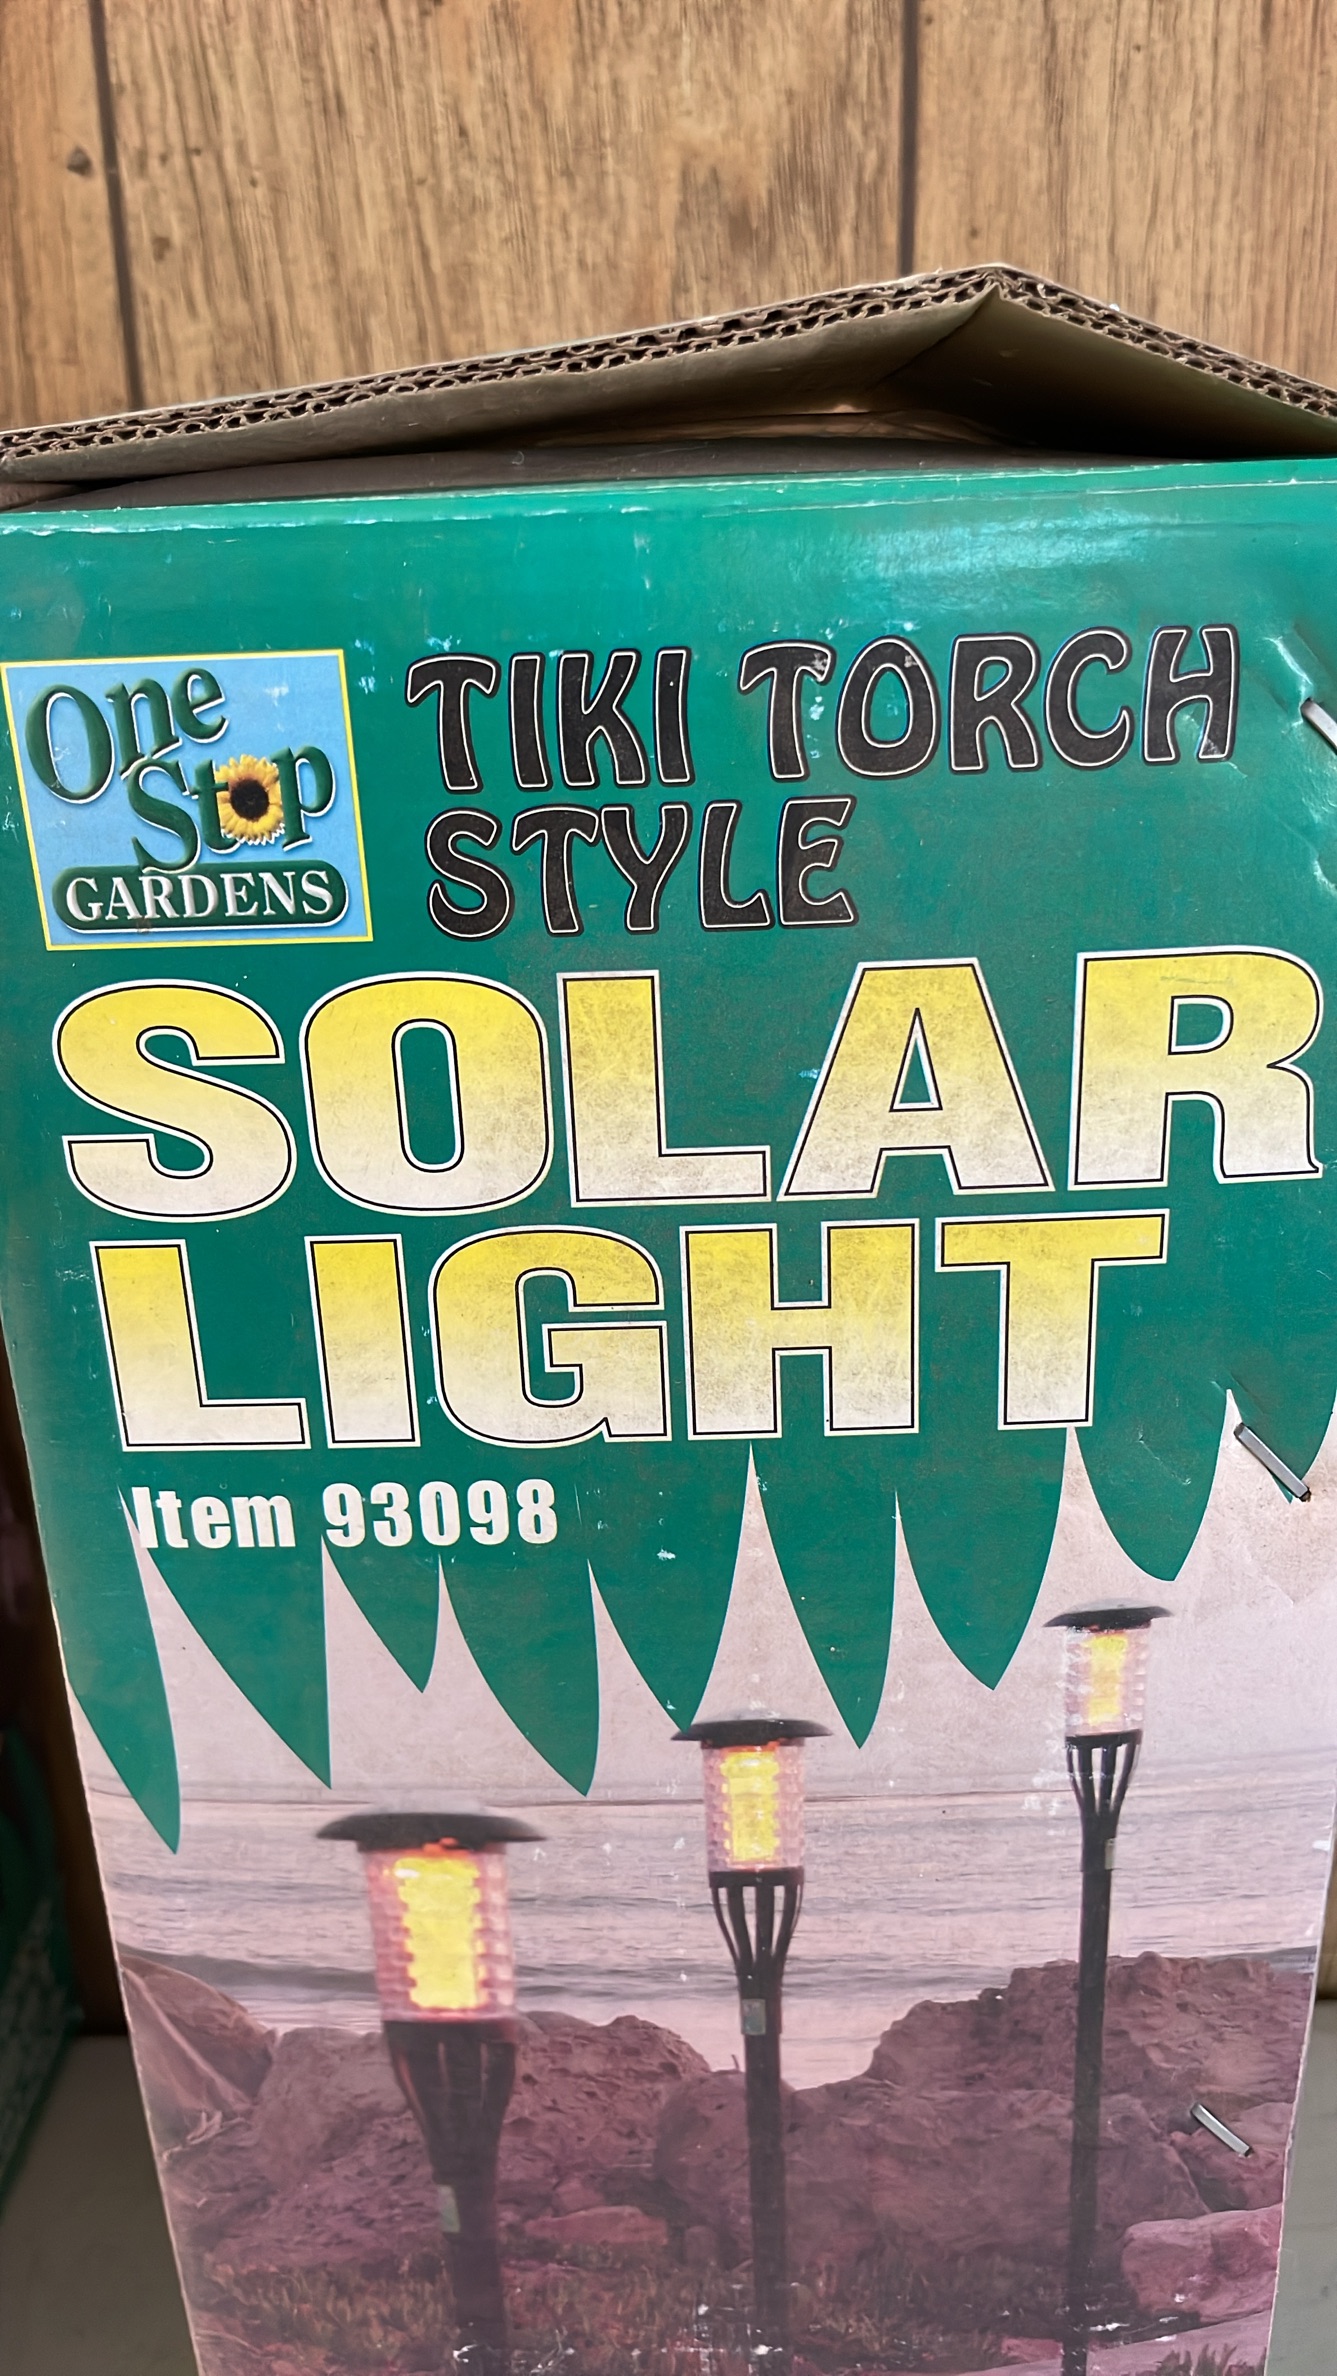 One
Stop
GARDENS
TIKI TORCH
STYLE
SOLAR
LIGHT
Item 93098